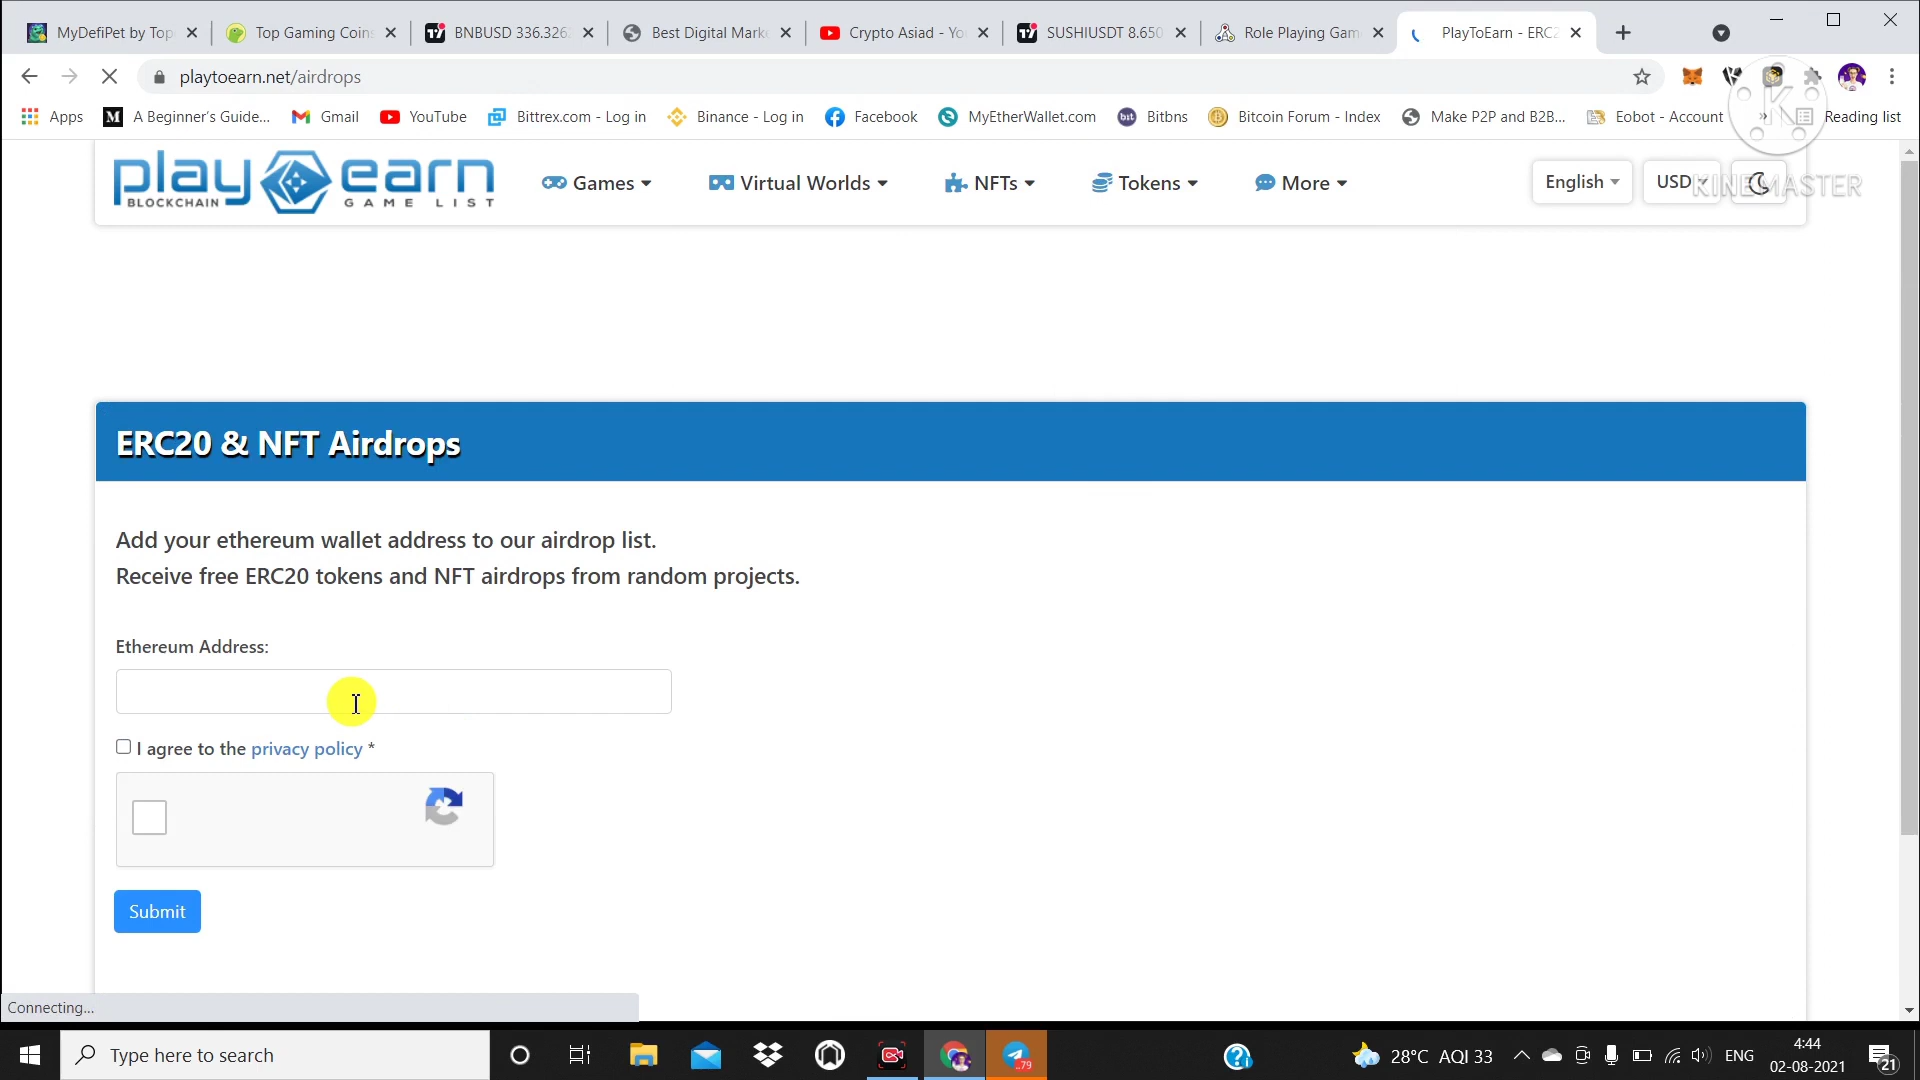 MyDefiPet by Top
Top Gaming Coins
BNBUSD 336.326
Best Digital Mark
Crypto Asiad - Yo
SUSHIUSDT 8.650
Role Playing Gam
PlayToEarn - ERC2
playtoearn.net/airdrops
Apps
A Beginner's Guide...
Gmail
YouTube
Bittrex.com - Log in
Binance - Log in
Facebook
MyEtherWallet.com
Bitbns
Bitcoin Forum - Index
Make P2P and B2B...
Eobot - Account
»
Reading list
play earn
BLOCKCHAIN GAME LIST
Games
Virtual Worlds
NFTs
Tokens
More
English
USD
KINEMASTER
ERC20 & NFT Airdrops
Add your ethereum wallet address to our airdrop list.
Receive free ERC20 tokens and NFT airdrops from random projects.
Ethereum Address:
I agree to the privacy policy *
Submit
Connecting...
Type here to search
28°C AQI 33
ENG
4:44
02-08-2021
21